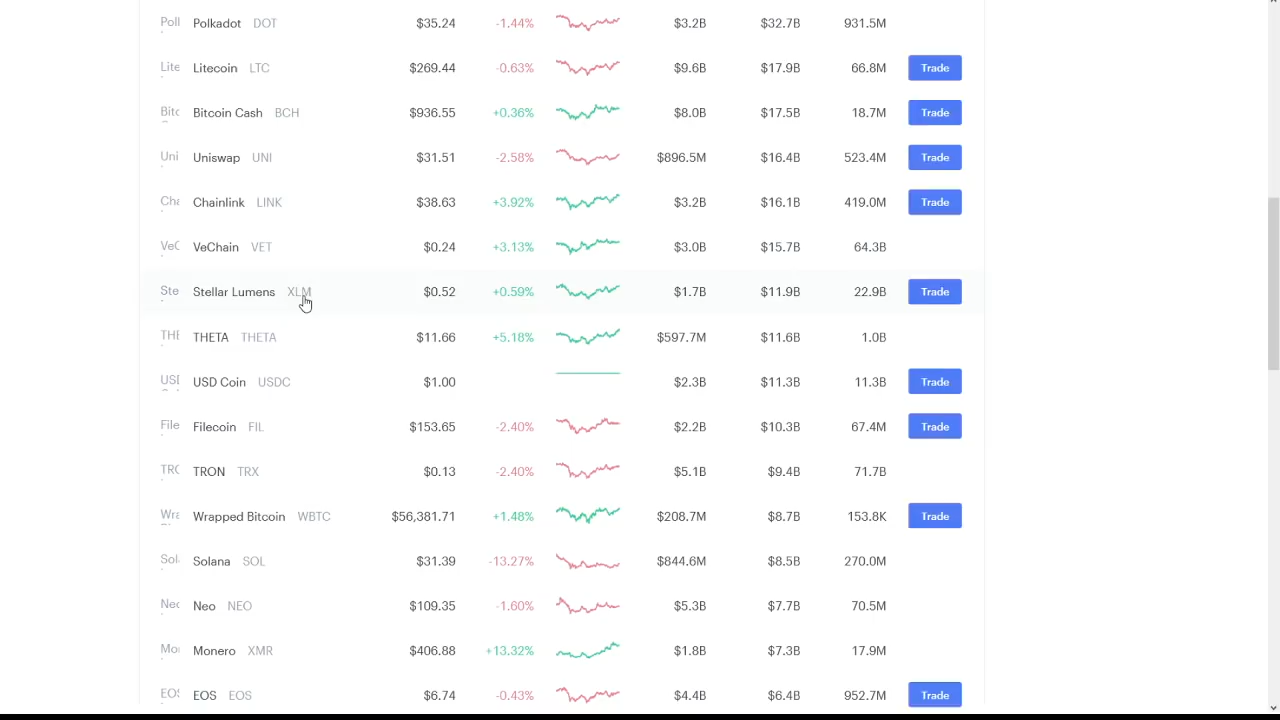 Poll Polkadot DOT $35.24 -1.44% $3.2B $32.7B 931.5M
Lite Litecoin LTC $269.44 -0.63% $9.6B $17.9B 66.8M Trade
Bitc Bitcoin Cash BCH $936.55 +0.36% $8.0B $17.5B 18.7M Trade
Uni Uniswap UNI $31.51 -2.58% $896.5M $16.4B 523.4M Trade
Cha Chainlink LINK $38.63 +3.92% $3.2B $16.1B 419.0M Trade
VeC VeChain VET $0.24 +3.13% $3.0B $15.7B 64.3B
Ste Stellar Lumens XLM $0.52 +0.59% $1.7B $11.9B 22.9B Trade
THE THETA THETA $11.66 +5.18% $597.7M $11.6B 1.0B
USD USD Coin USDC $1.00 $2.3B $11.3B 11.3B Trade
File Filecoin FIL $153.65 -2.40% $2.2B $10.3B 67.4M Trade
TRO TRON TRX $0.13 -2.40% $5.1B $9.4B 71.7B
Wra Wrapped Bitcoin WBTC $56,381.71 +1.48% $208.7M $8.7B 153.8K Trade
Sol Solana SOL $31.39 -13.27% $844.6M $8.5B 270.0M
Neo Neo NEO $109.35 -1.60% $5.3B $7.7B 70.5M
Mo Monero XMR $406.88 +13.32% $1.8B $7.3B 17.9M
EOS EOS EOS $6.74 -0.43% $4.4B $6.4B 952.7M Trade